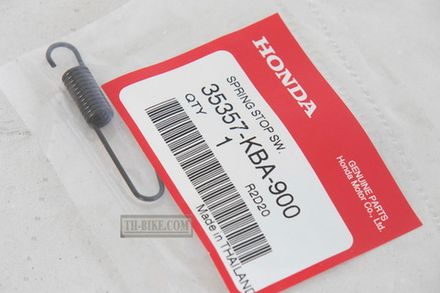 HONDA
SPRING STOP SW.
35357-KBA-900
QTY
1
R2D20
Made in THAILAND
GENUINE PARTS
Honda Motor Co., Ltd.
TH-BIKE.COM